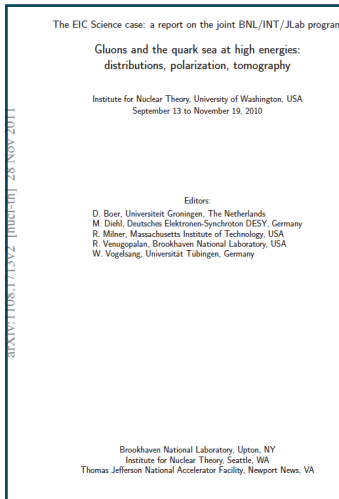 The EIC Science case: a report on the joint BNL/INT/JLab program
Gluons and the quark sea at high energies:
distributions, polarization, tomography
Institute for Nuclear Theory, University of Washington, USA
September 13 to November 19, 2010
Editors:
D. Boer, Universiteit Groningen, The Netherlands
M. Diehl, Deutsches Elektronen-Synchroton DESY, Germany
R. Milner, Massachusetts Institute of Technology, USA
R. Venugopalan, Brookhaven National Laboratory, USA
W. Vogelsang, Universität Tübingen, Germany
Brookhaven National Laboratory, Upton, NY
Institute for Nuclear Theory, Seattle, WA
Thomas Jefferson National Accelerator Facility, Newport News, VA
arXiv:1108.1713v2 [nucl-th] 28 Nov 2011